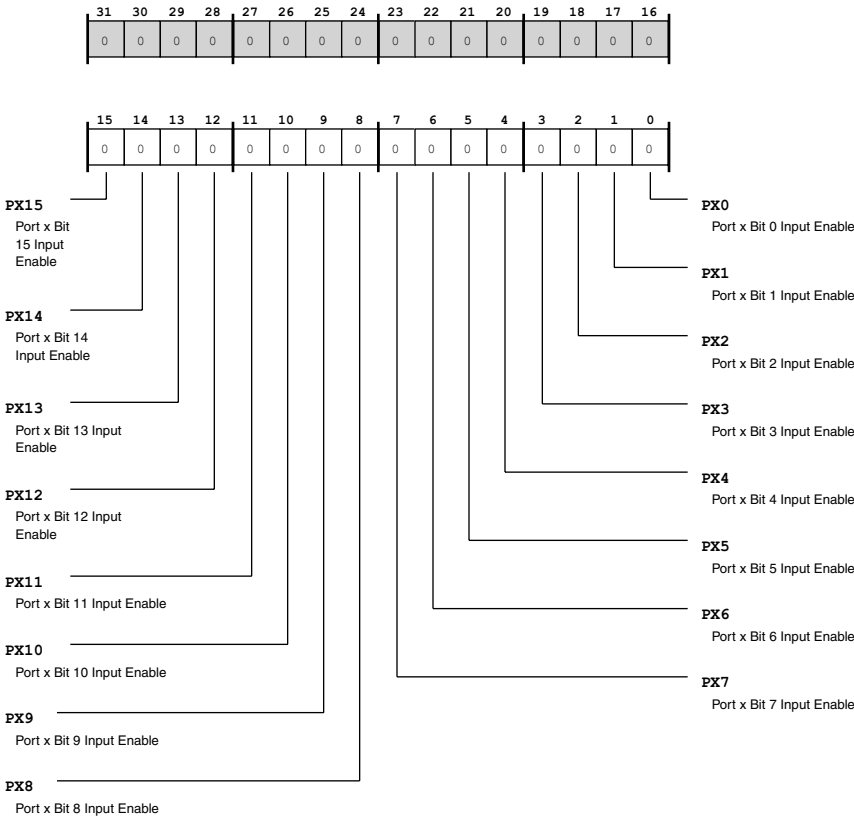 31 30 29 28 27 26 25 24 23 22 21 20 19 18 17 16
0 0 0 0 0 0 0 0 0 0 0 0 0 0 0 0
15 14 13 12 11 10 9 8 7 6 5 4 3 2 1 0
0 0 0 0 0 0 0 0 0 0 0 0 0 0 0 0
PX15
Port x Bit
15 Input
Enable
PX14
Port x Bit 14
Input Enable
PX13
Port x Bit 13 Input
Enable
PX12
Port x Bit 12 Input
Enable
PX11
Port x Bit 11 Input Enable
PX10
Port x Bit 10 Input Enable
PX9
Port x Bit 9 Input Enable
PX8
Port x Bit 8 Input Enable
PX0
Port x Bit 0 Input Enable
PX1
Port x Bit 1 Input Enable
PX2
Port x Bit 2 Input Enable
PX3
Port x Bit 3 Input Enable
PX4
Port x Bit 4 Input Enable
PX5
Port x Bit 5 Input Enable
PX6
Port x Bit 6 Input Enable
PX7
Port x Bit 7 Input Enable